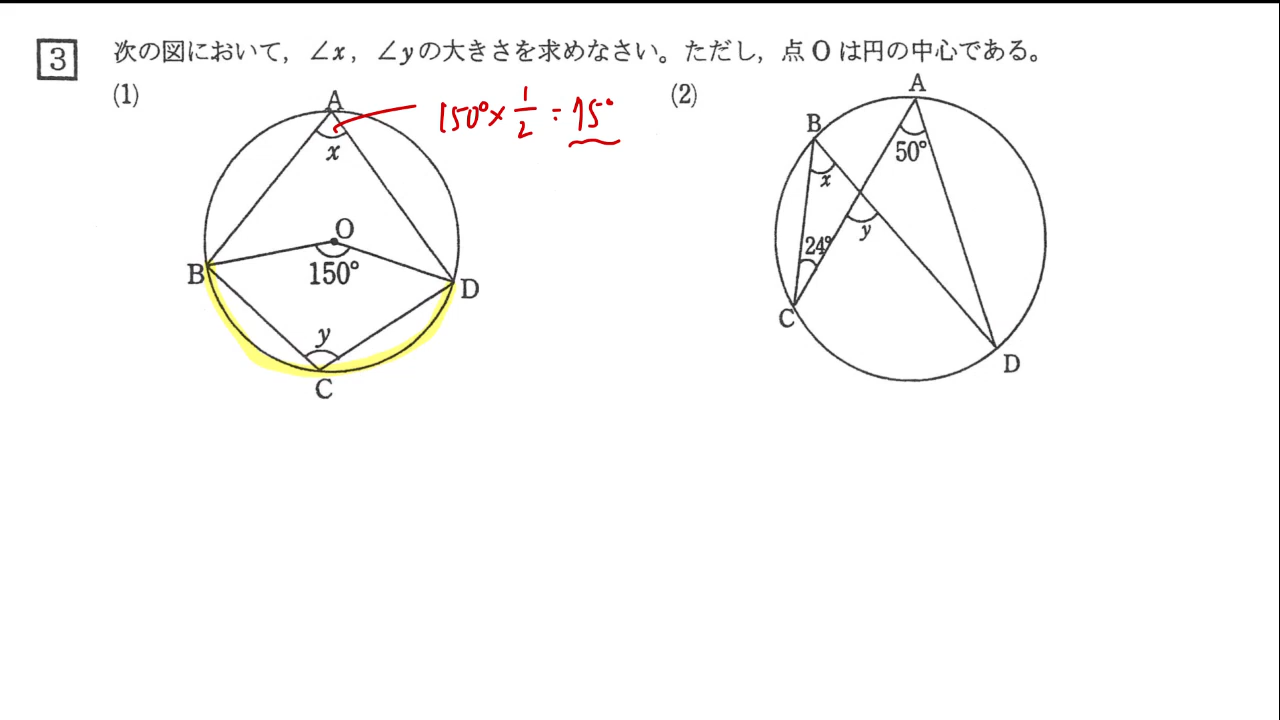 3 次の図において，∠x，∠yの大きさを求めなさい。ただし，点Oは円の中心である。
(1)
A
150°×1/2=75°
x
O
150°
B
D
y
C
(2)
A
B
50°
x
y
24°
C
D